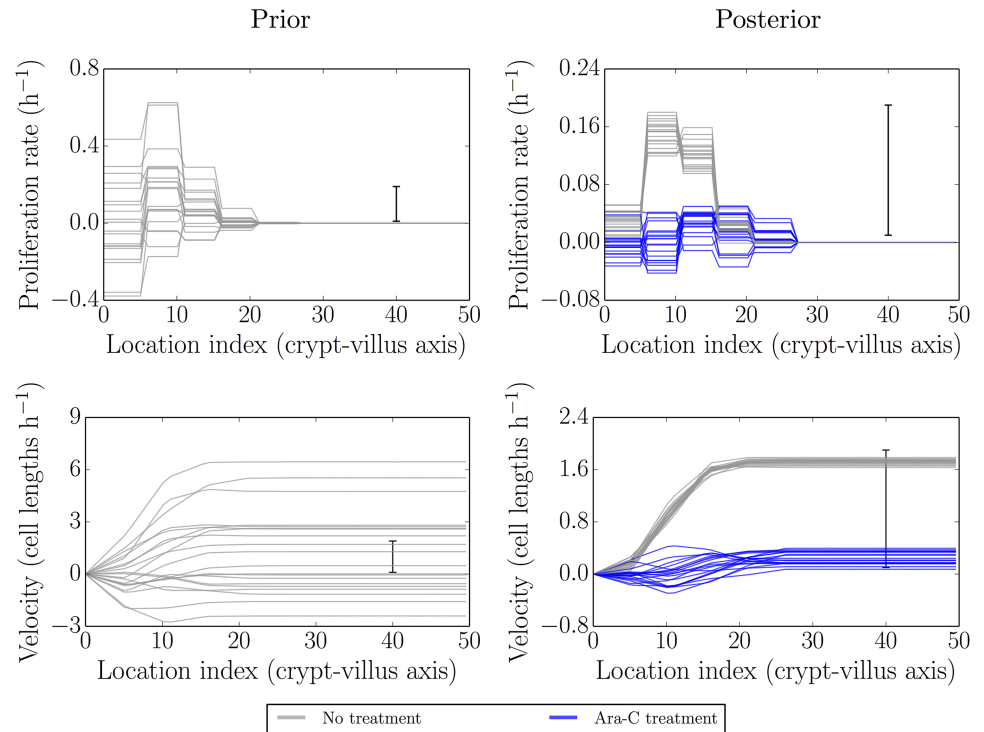 Prior
Posterior
Proliferation rate (h⁻¹)
0.8
0.4
0.0
−0.4
0 10 20 30 40 50
Location index (crypt-villus axis)
Proliferation rate (h⁻¹)
0.24
0.16
0.08
0.00
−0.08
0 10 20 30 40 50
Location index (crypt-villus axis)
Velocity (cell lengths h⁻¹)
9
6
3
0
−3
0 10 20 30 40 50
Location index (crypt-villus axis)
Velocity (cell lengths h⁻¹)
2.4
1.6
0.8
0.0
−0.8
0 10 20 30 40 50
Location index (crypt-villus axis)
No treatment
Ara-C treatment